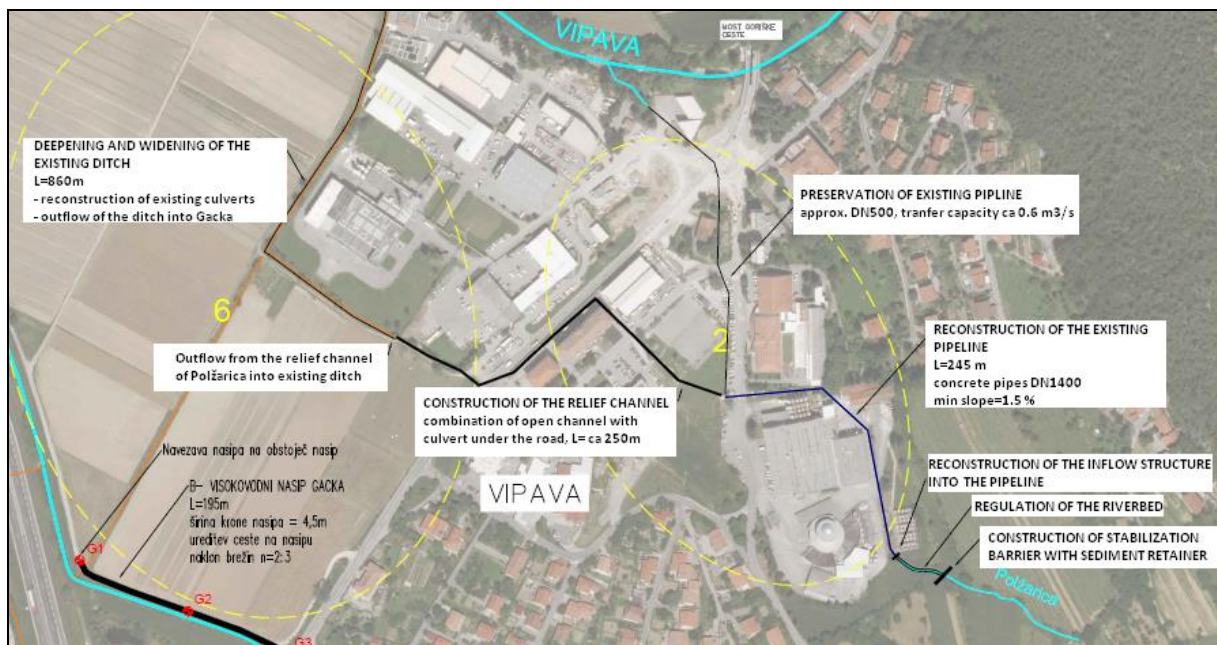 VIPAVA
MOST GORIŠKE
CESTE
DEEPENING AND WIDENING OF THE
EXISTING DITCH
L=860m
- reconstruction of existing culverts
- outflow of the ditch into Gacka
PRESERVATION OF EXISTING PIPLINE
approx. DN500, tranfer capacity ca 0.6 m3/s
6
2
Outflow from the relief channel
of Polžarica into existing ditch
RECONSTRUCTION OF THE EXISTING
PIPELINE
L=245 m
concrete pipes DN1400
min slope=1.5 %
CONSTRUCTION OF THE RELIEF CHANNEL
combination of open channel with
culvert under the road, L= ca 250m
Navezava nasipa na obstoječ nasip
B- VISOKOVODNI NASIP GACKA
L=195m
širina krone nasipa = 4,5m
ureditev ceste na nasipu
naklon brežin n=2:3
VIPAVA
RECONSTRUCTION OF THE INFLOW STRUCTURE
INTO THE PIPELINE
REGULATION OF THE RIVERBED
CONSTRUCTION OF STABILIZATION
BARRIER WITH SEDIMENT RETAINER
Polžarica
G1
G2
G3